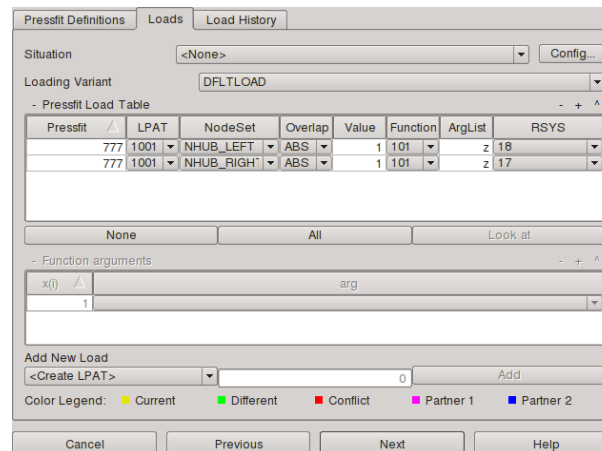 Pressfit Definitions Loads Load History
Situation <None> Config...
Loading Variant DFLTLOAD
- Pressfit Load Table - + ^
Pressfit LPAT NodeSet Overlap Value Function ArgList RSYS
777 1001 NHUB_LEFT ABS 1 101 z 18
777 1001 NHUB_RIGHT ABS 1 101 z 17
None All Look at
- Function arguments - + ^
x(i) arg
1
Add New Load
<Create LPAT> 0 Add
Color Legend: Current Different Conflict Partner 1 Partner 2
Cancel Previous Next Help